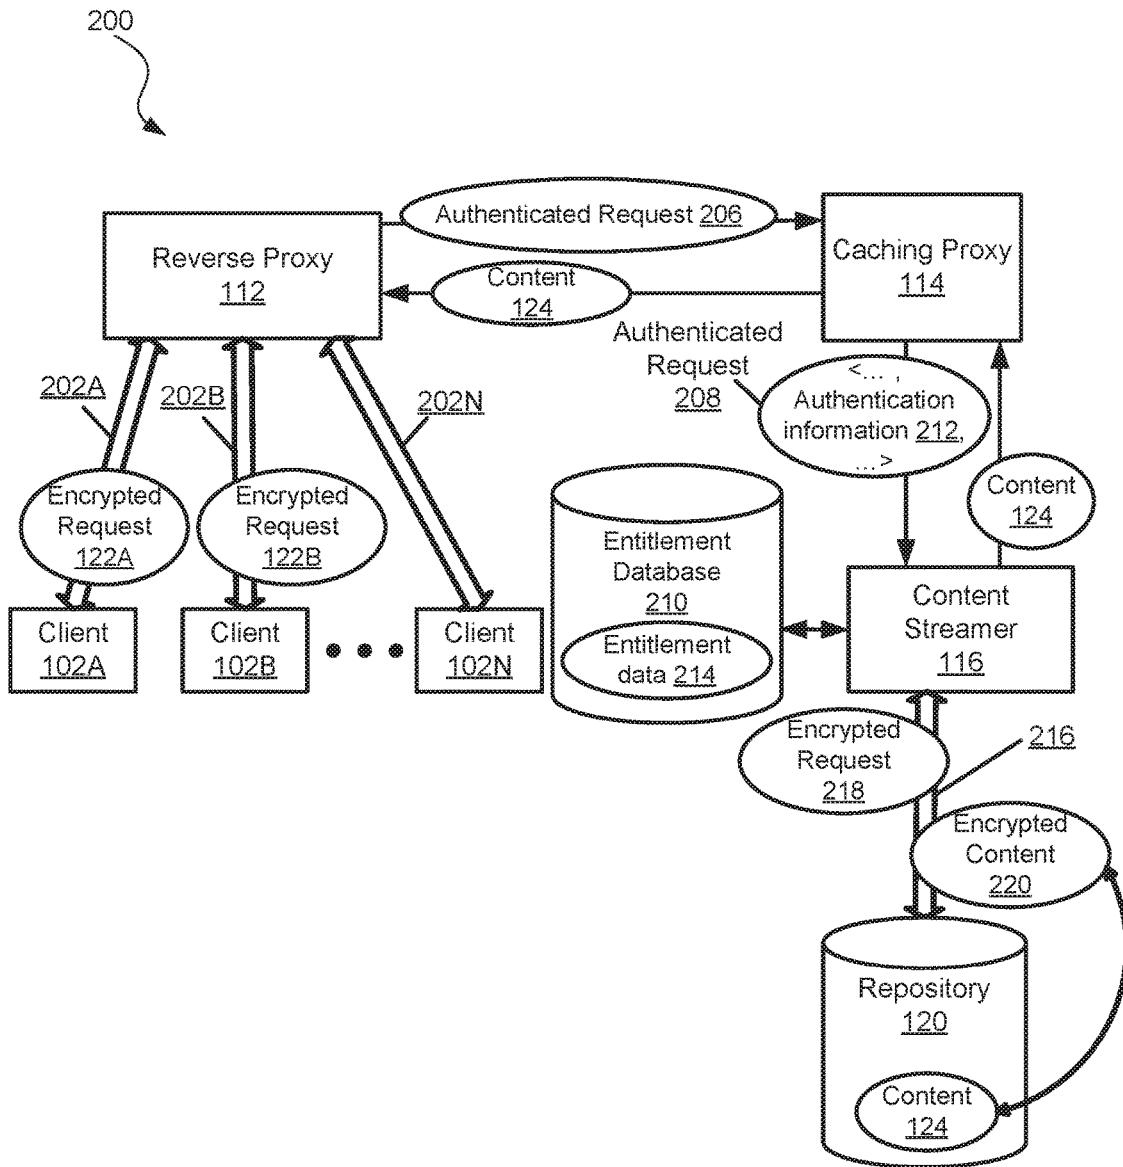 200
Authenticated Request 206
Reverse Proxy
112
Caching Proxy
114
Content
124
Authenticated
Request
208
<... ,
Authentication
information 212,
...>
202A
202B
202N
Content
124
Encrypted
Request
122A
Encrypted
Request
122B
Entitlement
Database
210
Entitlement
data 214
Content
Streamer
116
Client
102A
Client
102B
Client
102N
Encrypted
Request
218
216
Encrypted
Content
220
Repository
120
Content
124